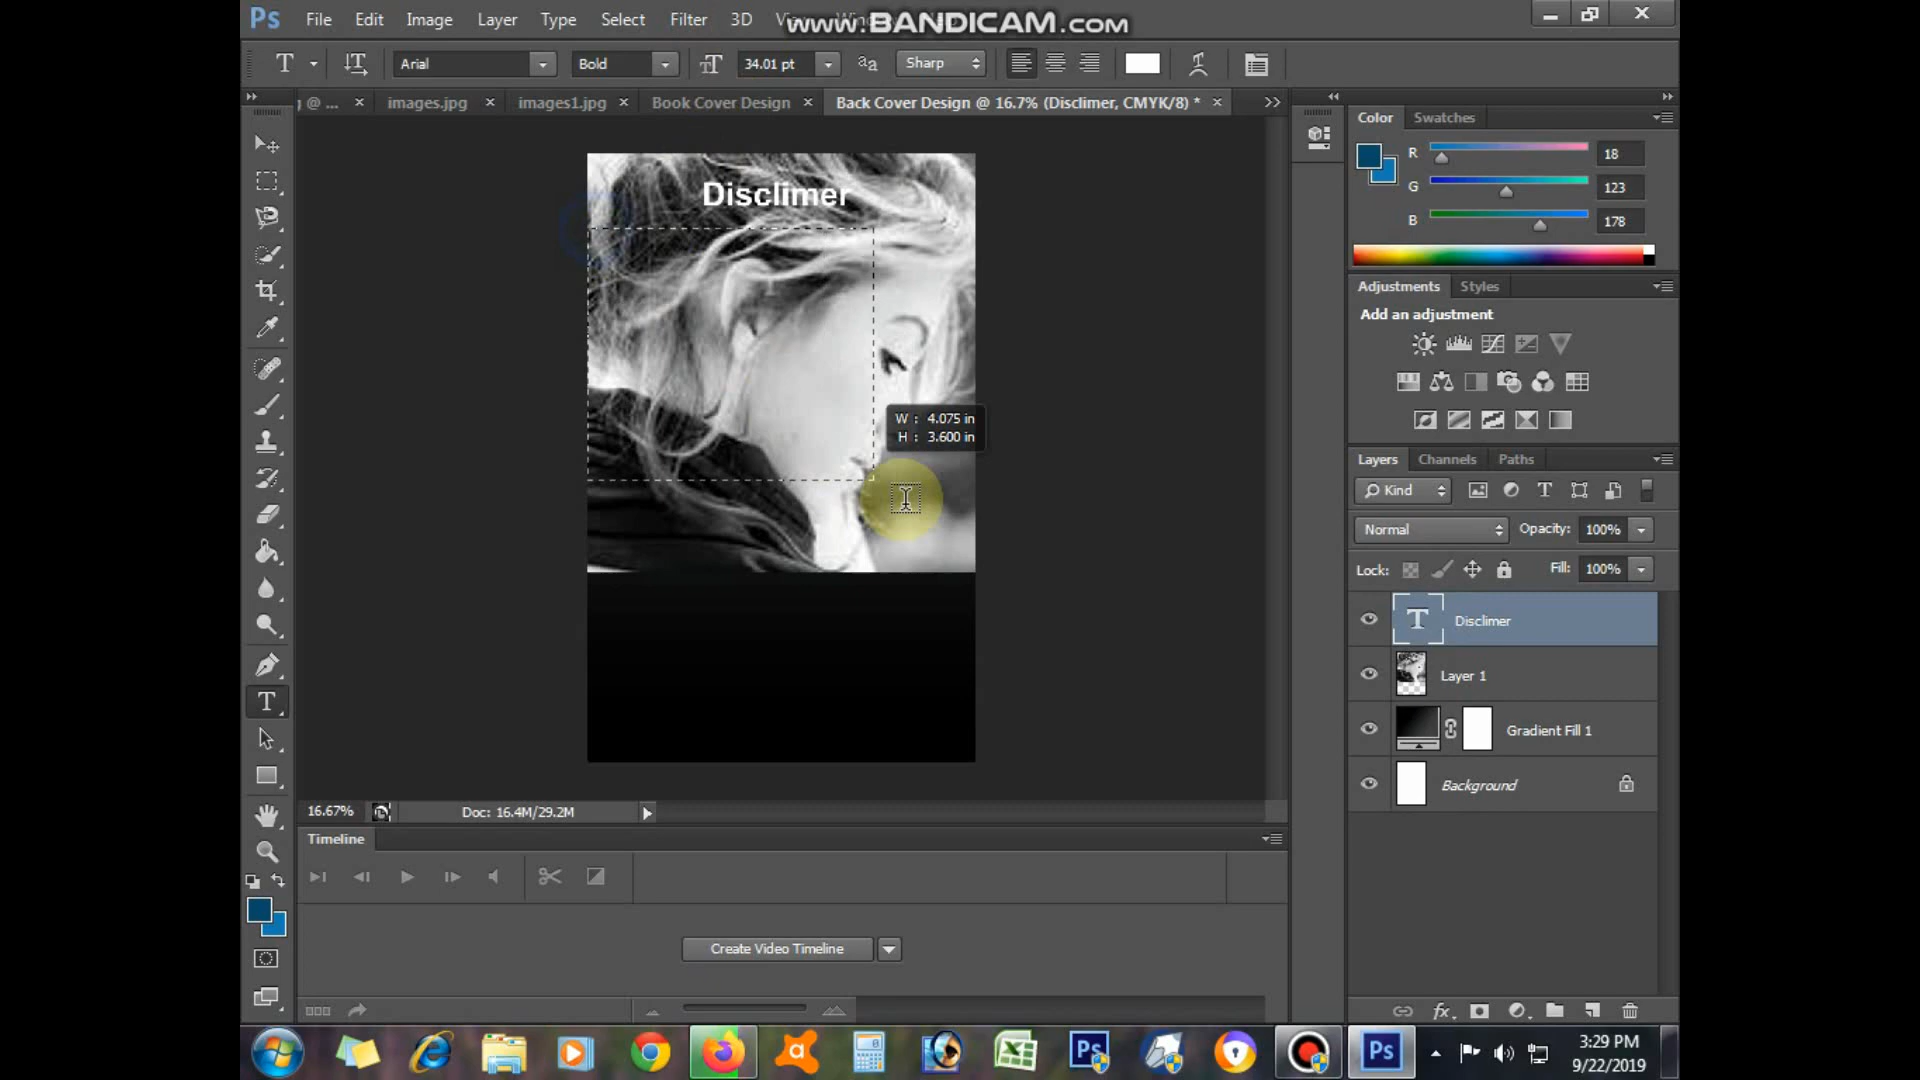 Ps File Edit Image Layer Type Select Filter 3D
www.BANDICAM.com
T Arial Bold 34.01 pt aa Sharp
g @ ... × images.jpg × images1.jpg × Book Cover Design × Back Cover Design @ 16.7% (Disclimer, CMYK/8) * ×
Color Swatches
R 18
G 123
B 178
Disclimer
Adjustments Styles
Add an adjustment
W : 4.075 in
H : 3.600 in
Layers Channels Paths
Kind
Normal Opacity: 100%
Lock: Fill: 100%
T Disclimer
Layer 1
Gradient Fill 1
Background
16.67% Doc: 16.4M/29.2M
Timeline
Create Video Timeline
3:29 PM
9/22/2019